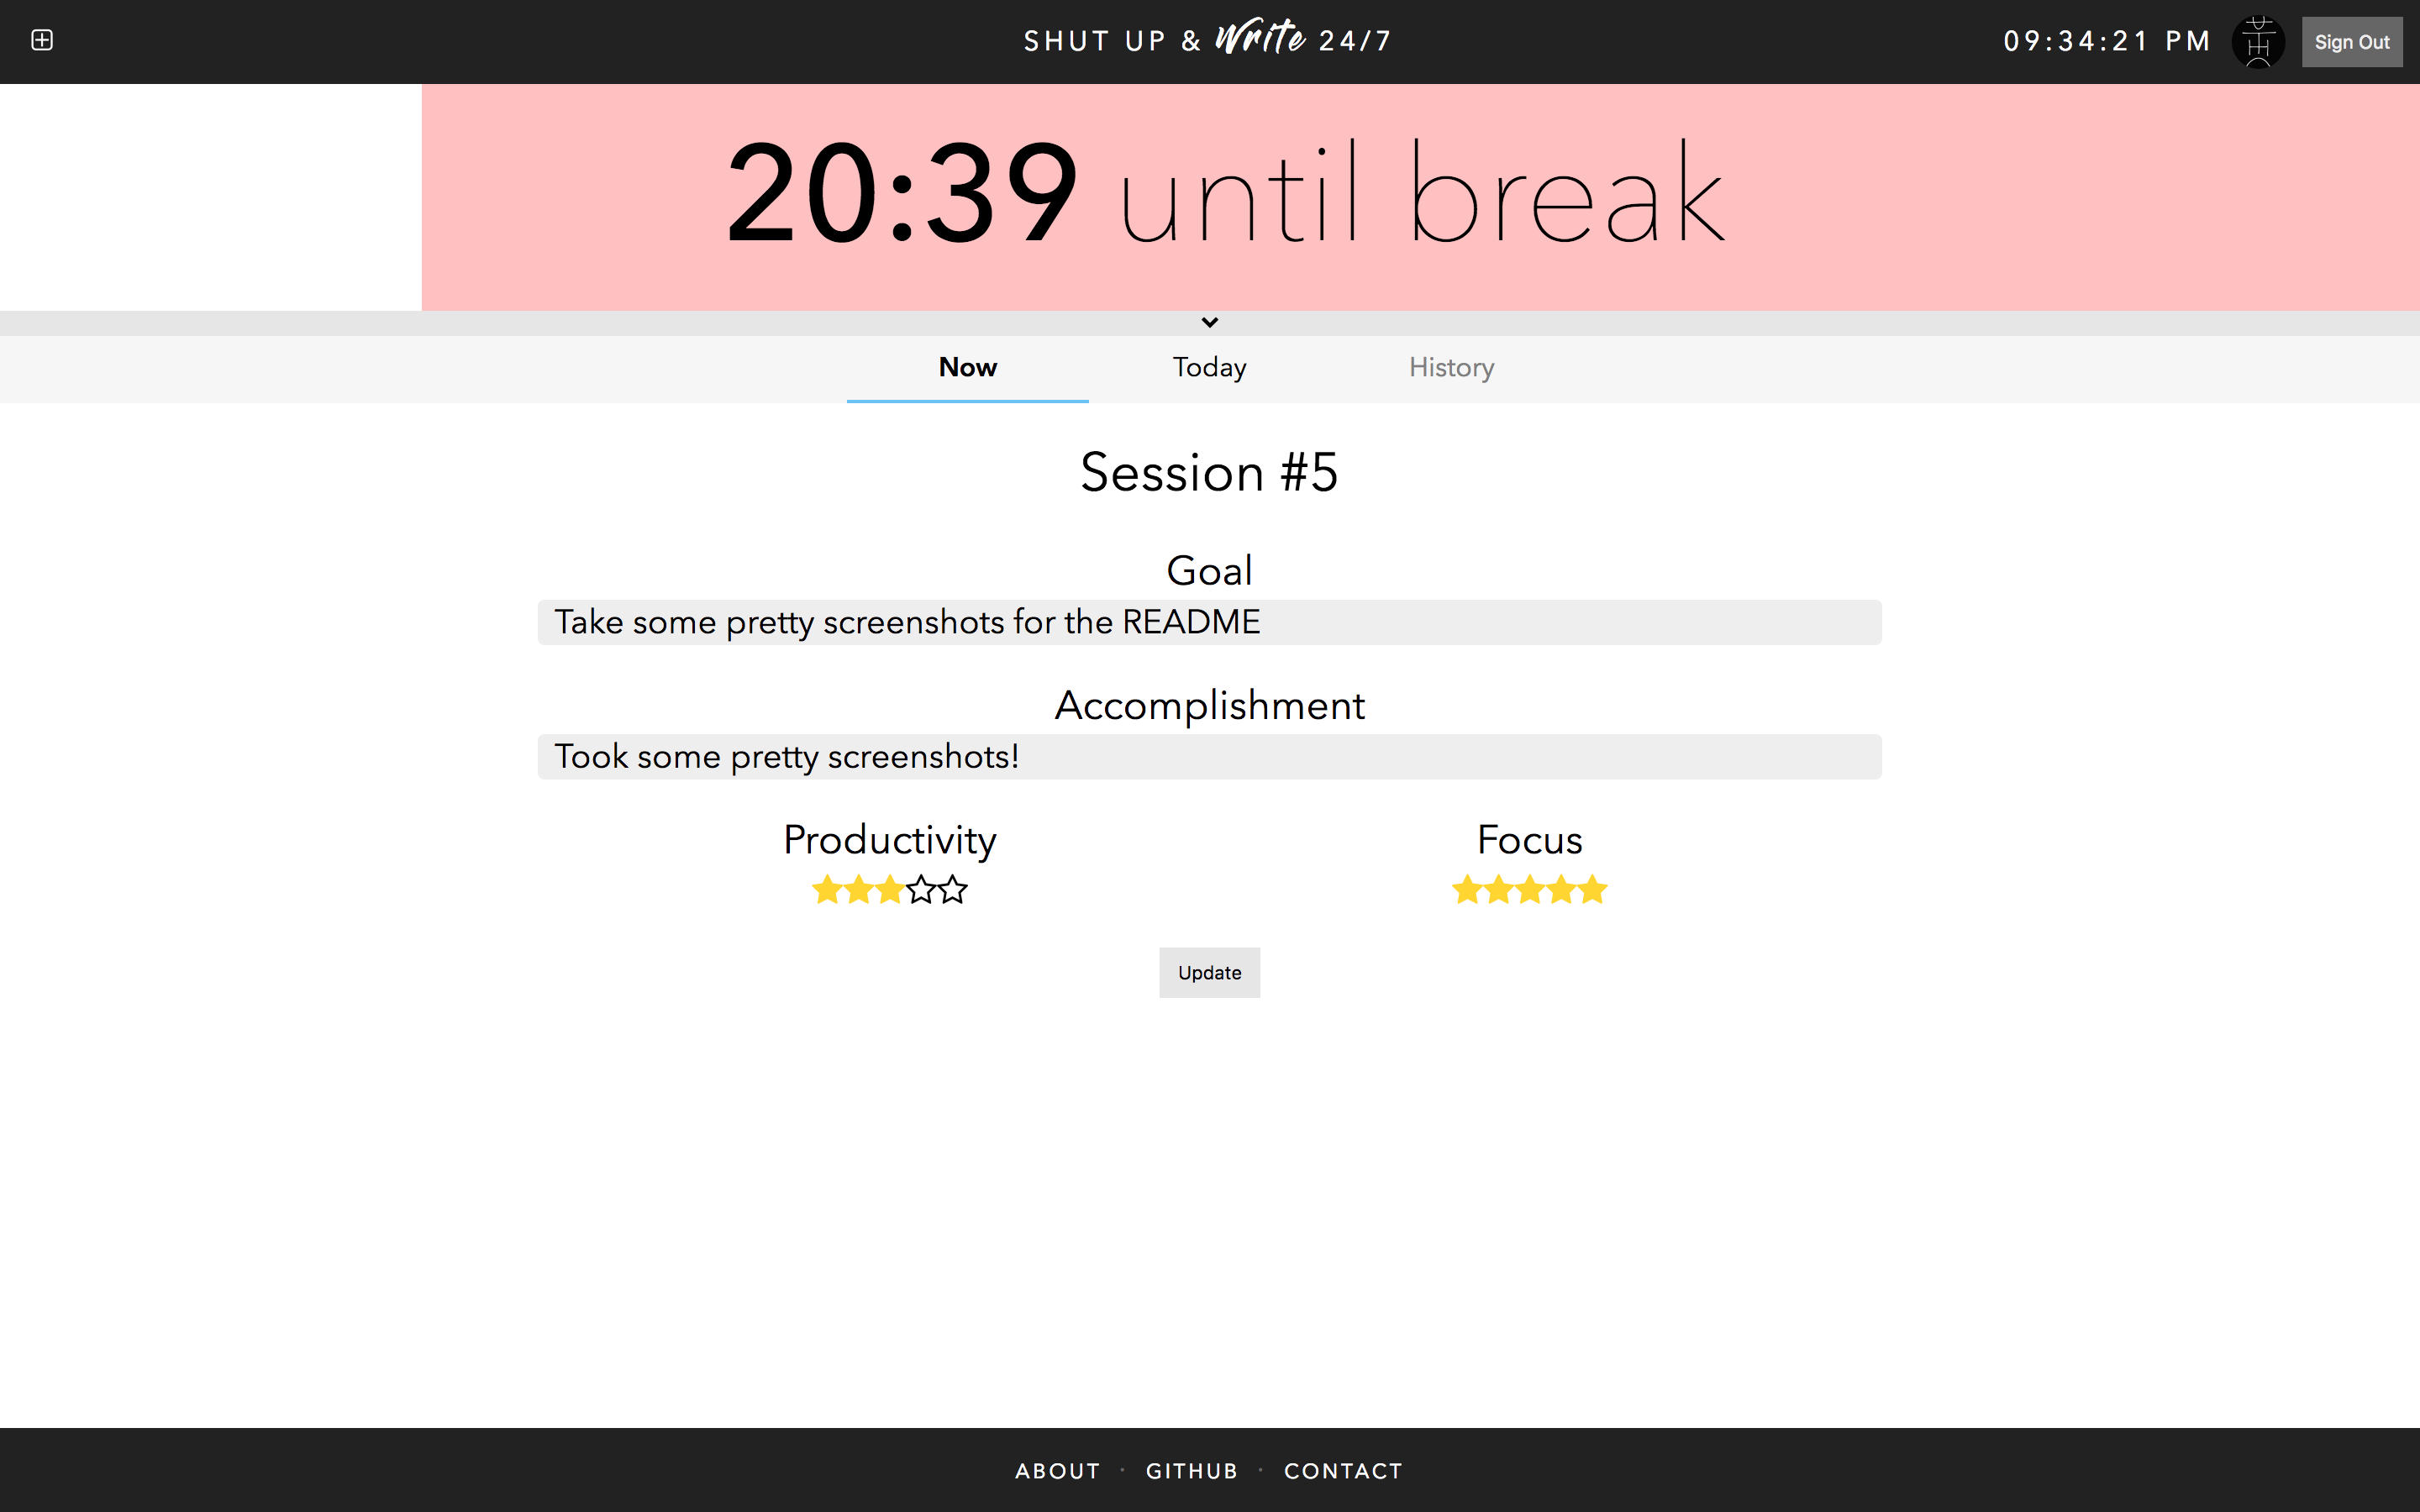 SHUT UP & Write 24/7
09:34:21 PM
Sign Out
20:39 until break
Now Today History
Session #5
Goal
Take some pretty screenshots for the README
Accomplishment
Took some pretty screenshots!
Productivity Focus
Update
ABOUT · GITHUB · CONTACT